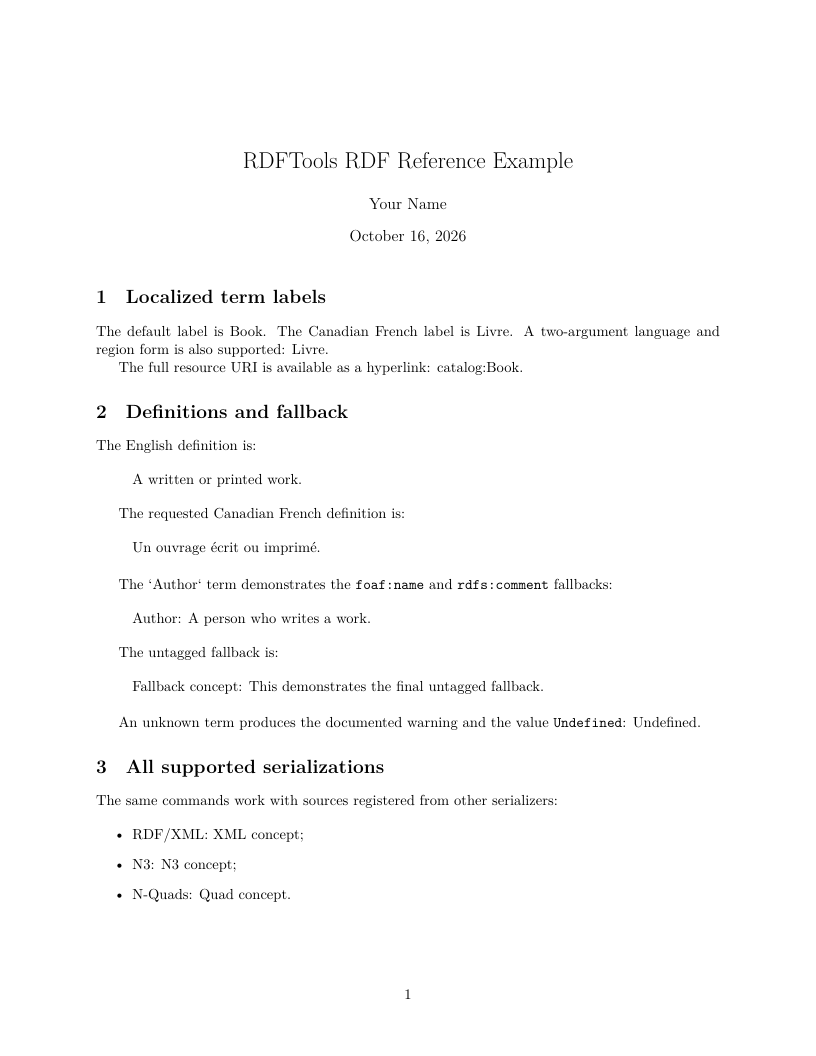 RDFTools RDF Reference Example
Your Name
October 16, 2026
1 Localized term labels
The default label is Book. The Canadian French label is Livre. A two-argument language and
region form is also supported: Livre.
The full resource URI is available as a hyperlink: catalog:Book.
2 Definitions and fallback
The English definition is:
A written or printed work.
The requested Canadian French definition is:
Un ouvrage écrit ou imprimé.
The ‘Author‘ term demonstrates the foaf:name and rdfs:comment fallbacks:
Author: A person who writes a work.
The untagged fallback is:
Fallback concept: This demonstrates the final untagged fallback.
An unknown term produces the documented warning and the value Undefined: Undefined.
3 All supported serializations
The same commands work with sources registered from other serializers:
• RDF/XML: XML concept;
• N3: N3 concept;
• N-Quads: Quad concept.
1